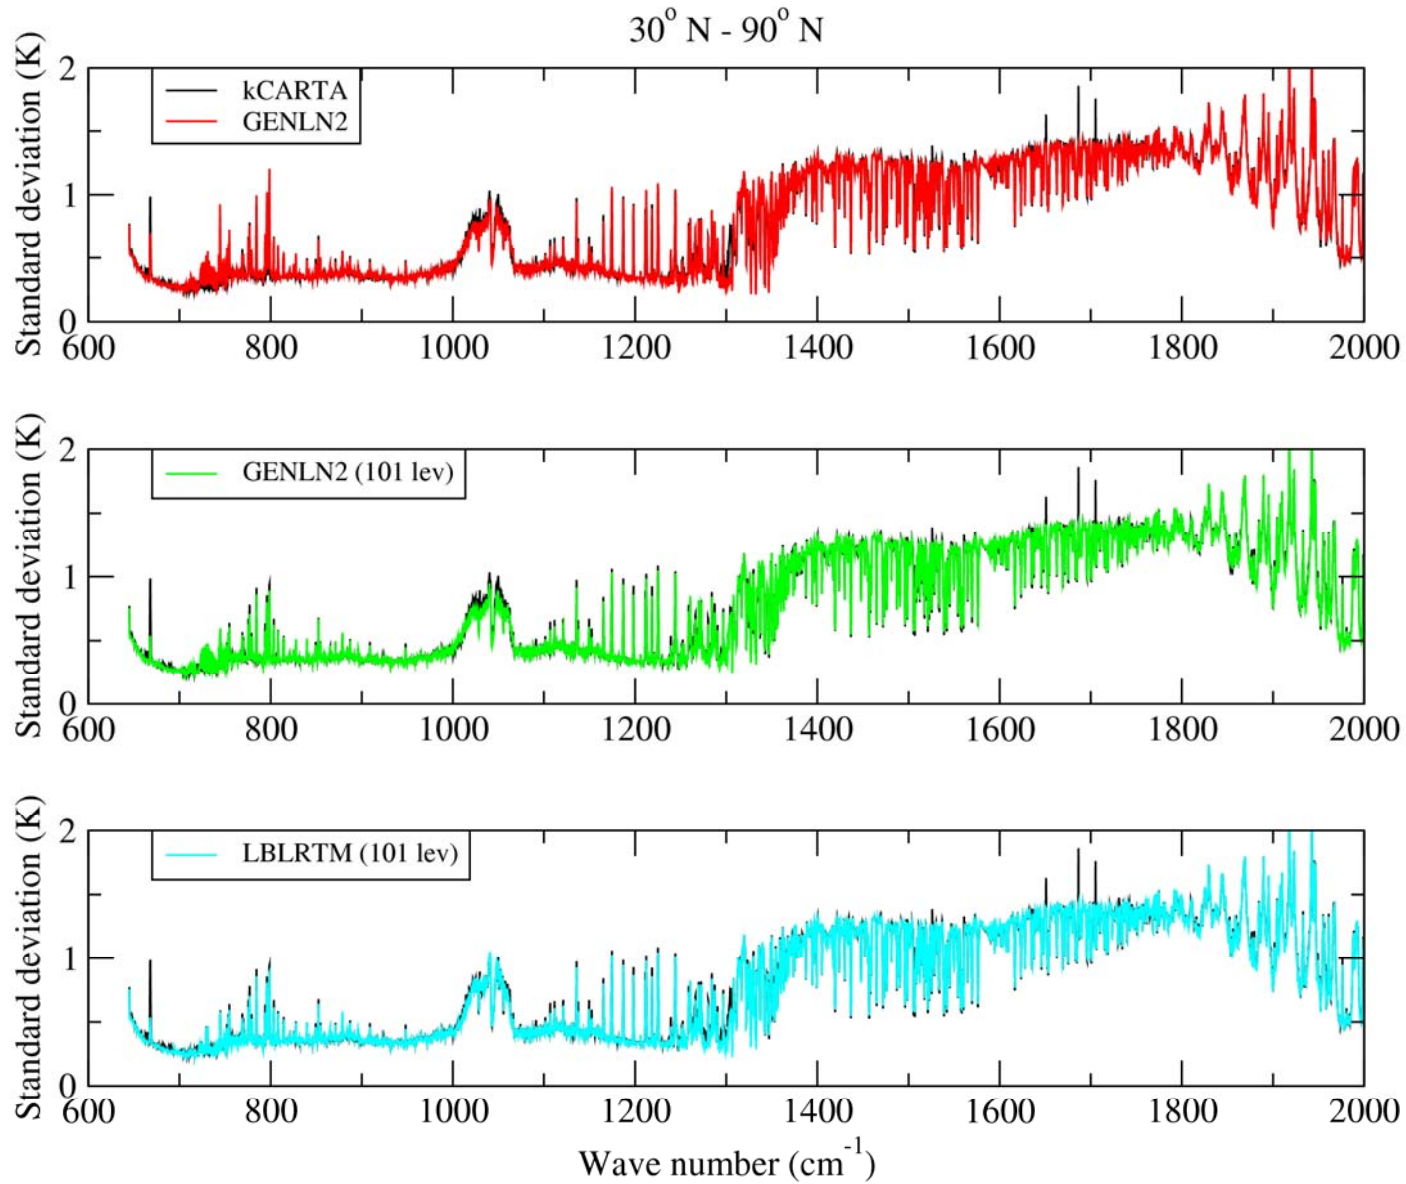 30° N - 90° N
Standard deviation (K)
2
1
0
kCARTA
GENLN2
600 800 1000 1200 1400 1600 1800 2000
Standard deviation (K)
2
1
0
GENLN2 (101 lev)
600 800 1000 1200 1400 1600 1800 2000
Standard deviation (K)
2
1
0
LBLRTM (101 lev)
600 800 1000 1200 1400 1600 1800 2000
Wave number (cm⁻¹)